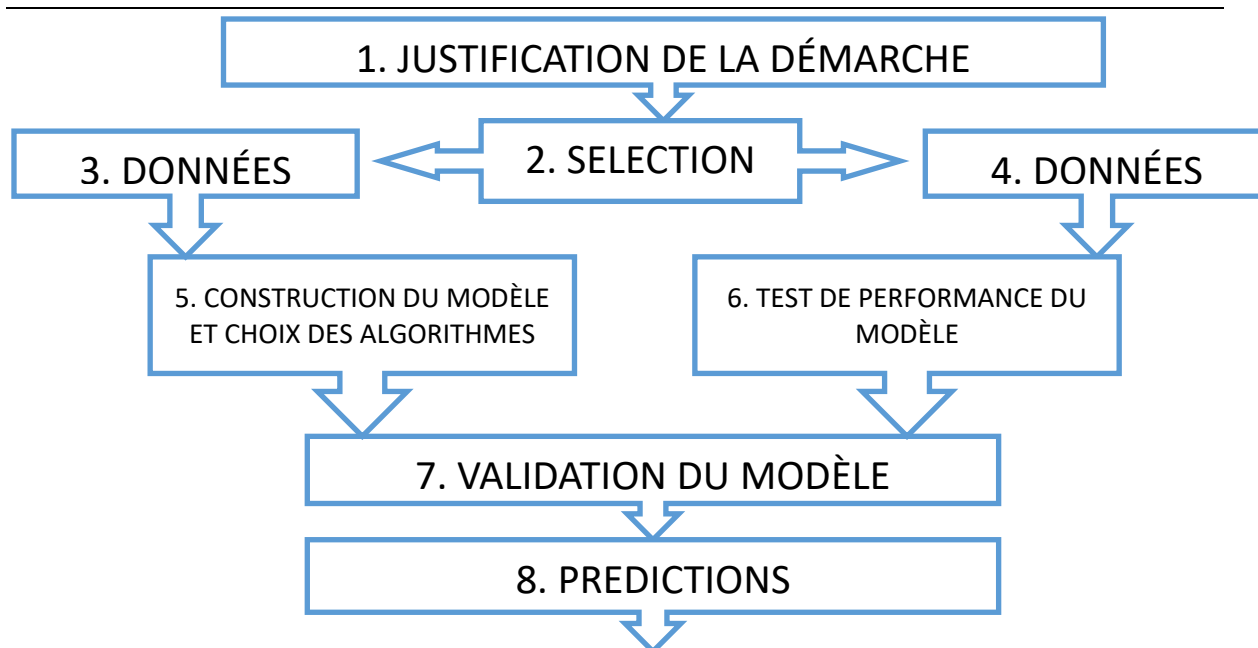 1. JUSTIFICATION DE LA DÉMARCHE
2. SELECTION
3. DONNÉES
4. DONNÉES
5. CONSTRUCTION DU MODÈLE
ET CHOIX DES ALGORITHMES
6. TEST DE PERFORMANCE DU
MODÈLE
7. VALIDATION DU MODÈLE
8. PREDICTIONS